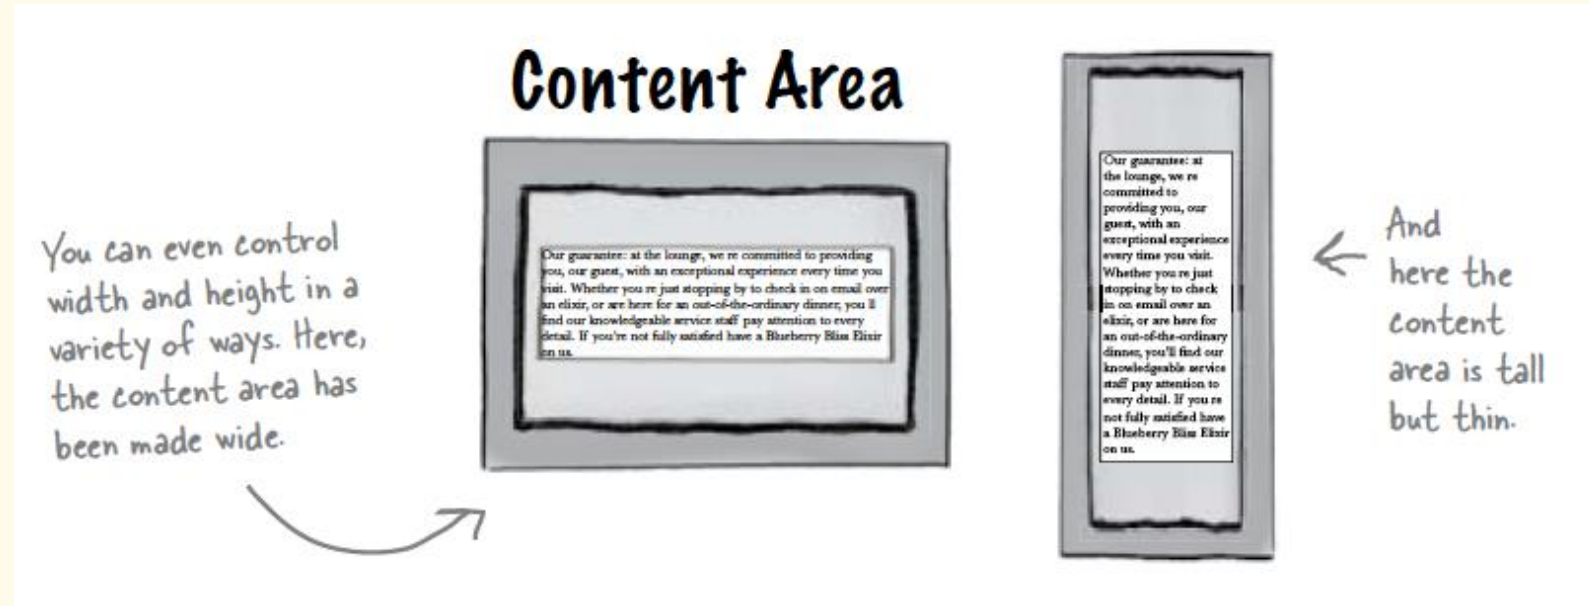 Content Area
You can even control
width and height in a
variety of ways. Here,
the content area has
been made wide.
Our guarantee: at the lounge, we re committed to providing
you, our guest, with an exceptional experience every time you
visit. Whether you re just stopping by to check in on email over
an elixir, or are here for an out-of-the-ordinary dinner, you ll
find our knowledgeable service staff pay attention to every
detail. If you're not fully satisfied have a Blueberry Bliss Elixir
on us.
Our guarantee: at
the lounge, we re
committed to
providing you, our
guest, with an
exceptional experience
every time you visit.
Whether you re just
stopping by to check
in on email over an
elixir, or are here for
an out-of-the-ordinary
dinner, you'll find our
knowledgeable service
staff pay attention to
every detail. If you re
not fully satisfied have
a Blueberry Bliss Elixir
on us.
And
here the
content
area is tall
but thin.